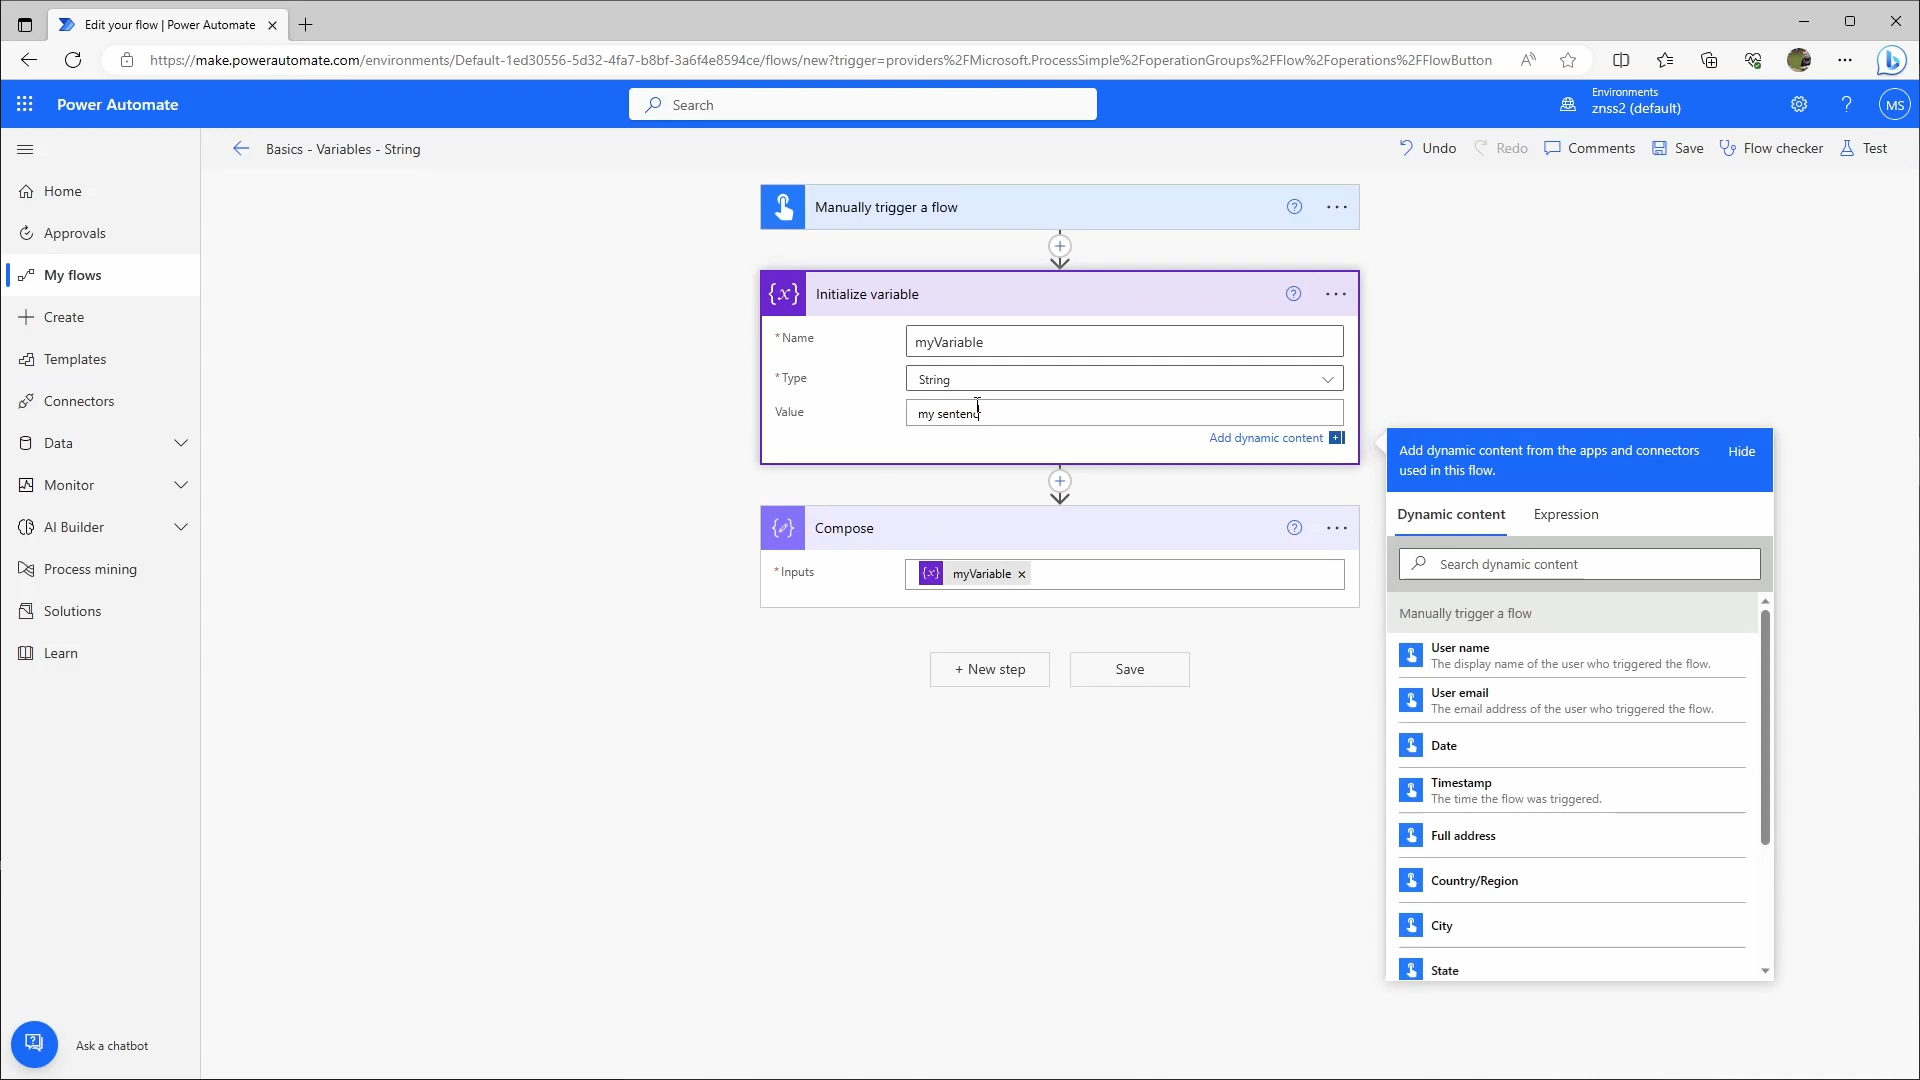 Edit your flow | Power Automate
https://make.powerautomate.com/environments/Default-1ed30556-5d32-4fa7-b8bf-3a6f4e8594ce/flows/new?trigger=providers%2FMicrosoft.ProcessSimple%2FoperationGroups%2FFlow%2Foperations%2FFlowButton
Power Automate
Search
Environments
znss2 (default)
?
MS
Basics - Variables - String
Undo
Redo
Comments
Save
Flow checker
Test
Home
Approvals
My flows
Create
Templates
Connectors
Data
Monitor
AI Builder
Process mining
Solutions
Learn
Ask a chatbot
Manually trigger a flow
{x} Initialize variable
* Name
myVariable
* Type
String
Value
my sentenc
Add dynamic content
Compose
* Inputs
{x} myVariable ×
+ New step
Save
Add dynamic content from the apps and connectors
used in this flow.
Hide
Dynamic content
Expression
Search dynamic content
Manually trigger a flow
User name
The display name of the user who triggered the flow.
User email
The email address of the user who triggered the flow.
Date
Timestamp
The time the flow was triggered.
Full address
Country/Region
City
State